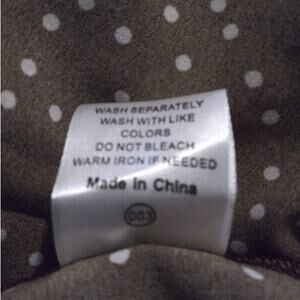 WASH SEPARATELY
WASH WITH LIKE
COLORS
DO NOT BLEACH
WARM IRON IF NEEDED
Made in China
003